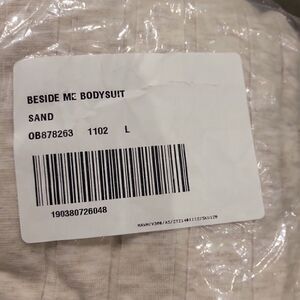 BESIDE ME BODYSUIT
SAND
OB878263 1102 L
190380726048